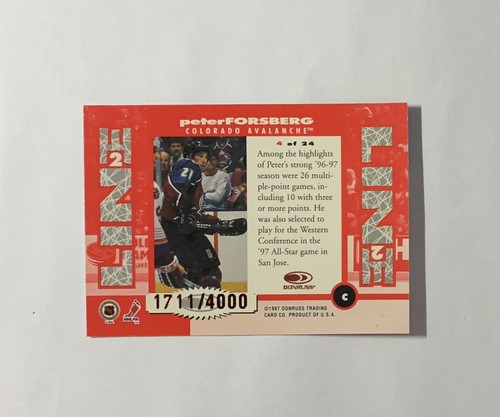 peterFORSBERG
COLORADO AVALANCHE™
LINE 2 LINE
4 of 24
Among the highlights
of Peter's strong '96-97
season were 26 multi-
ple-point games, in-
cluding 10 with three
or more points. He
was also selected to
play for the Western
Conference in the
'97 All-Star game in
San Jose.
DONRUSS
21
1711/4000
C
©1997 DONRUSS TRADING
CARD CO. PRODUCT OF U.S.A.
NHL